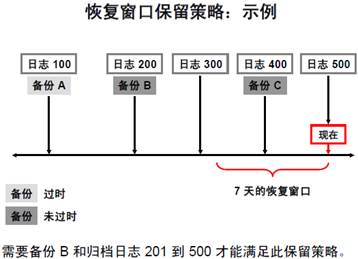 恢复窗口保留策略：示例
日志 100 日志 200 日志 300 日志 400 日志 500
备份 A 备份 B 备份 C
现在
7 天的恢复窗口
备份 过时
备份 未过时
需要备份 B 和归档日志 201 到 500 才能满足此保留策略。